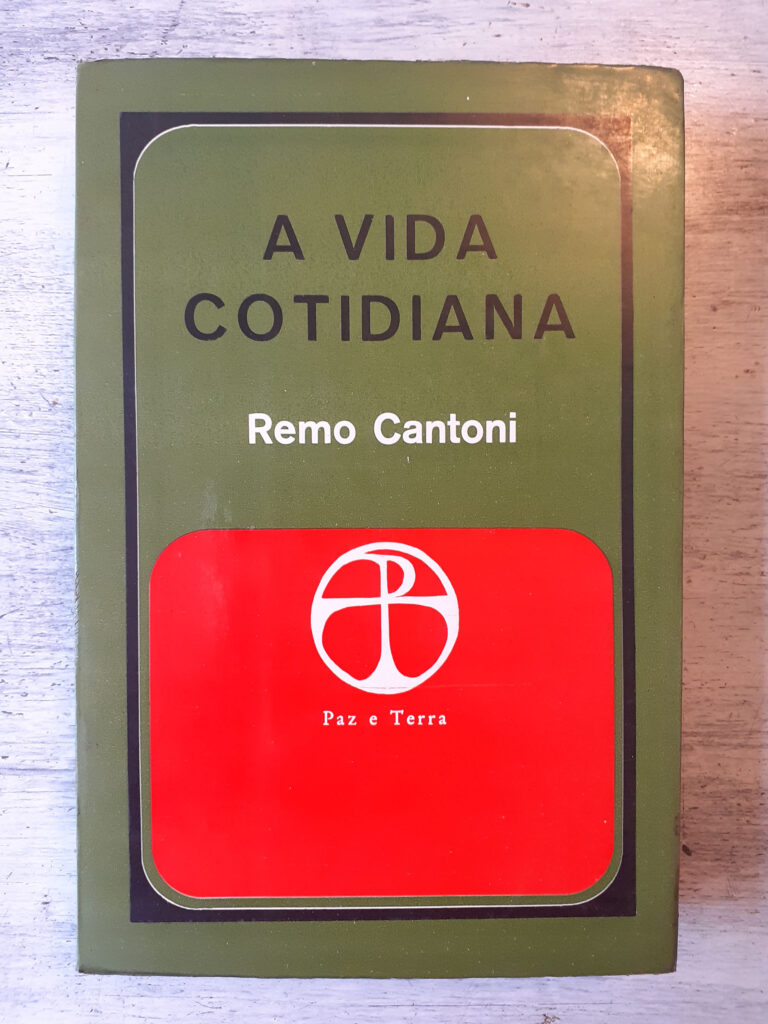 A VIDA
COTIDIANA
Remo Cantoni
Paz e Terra